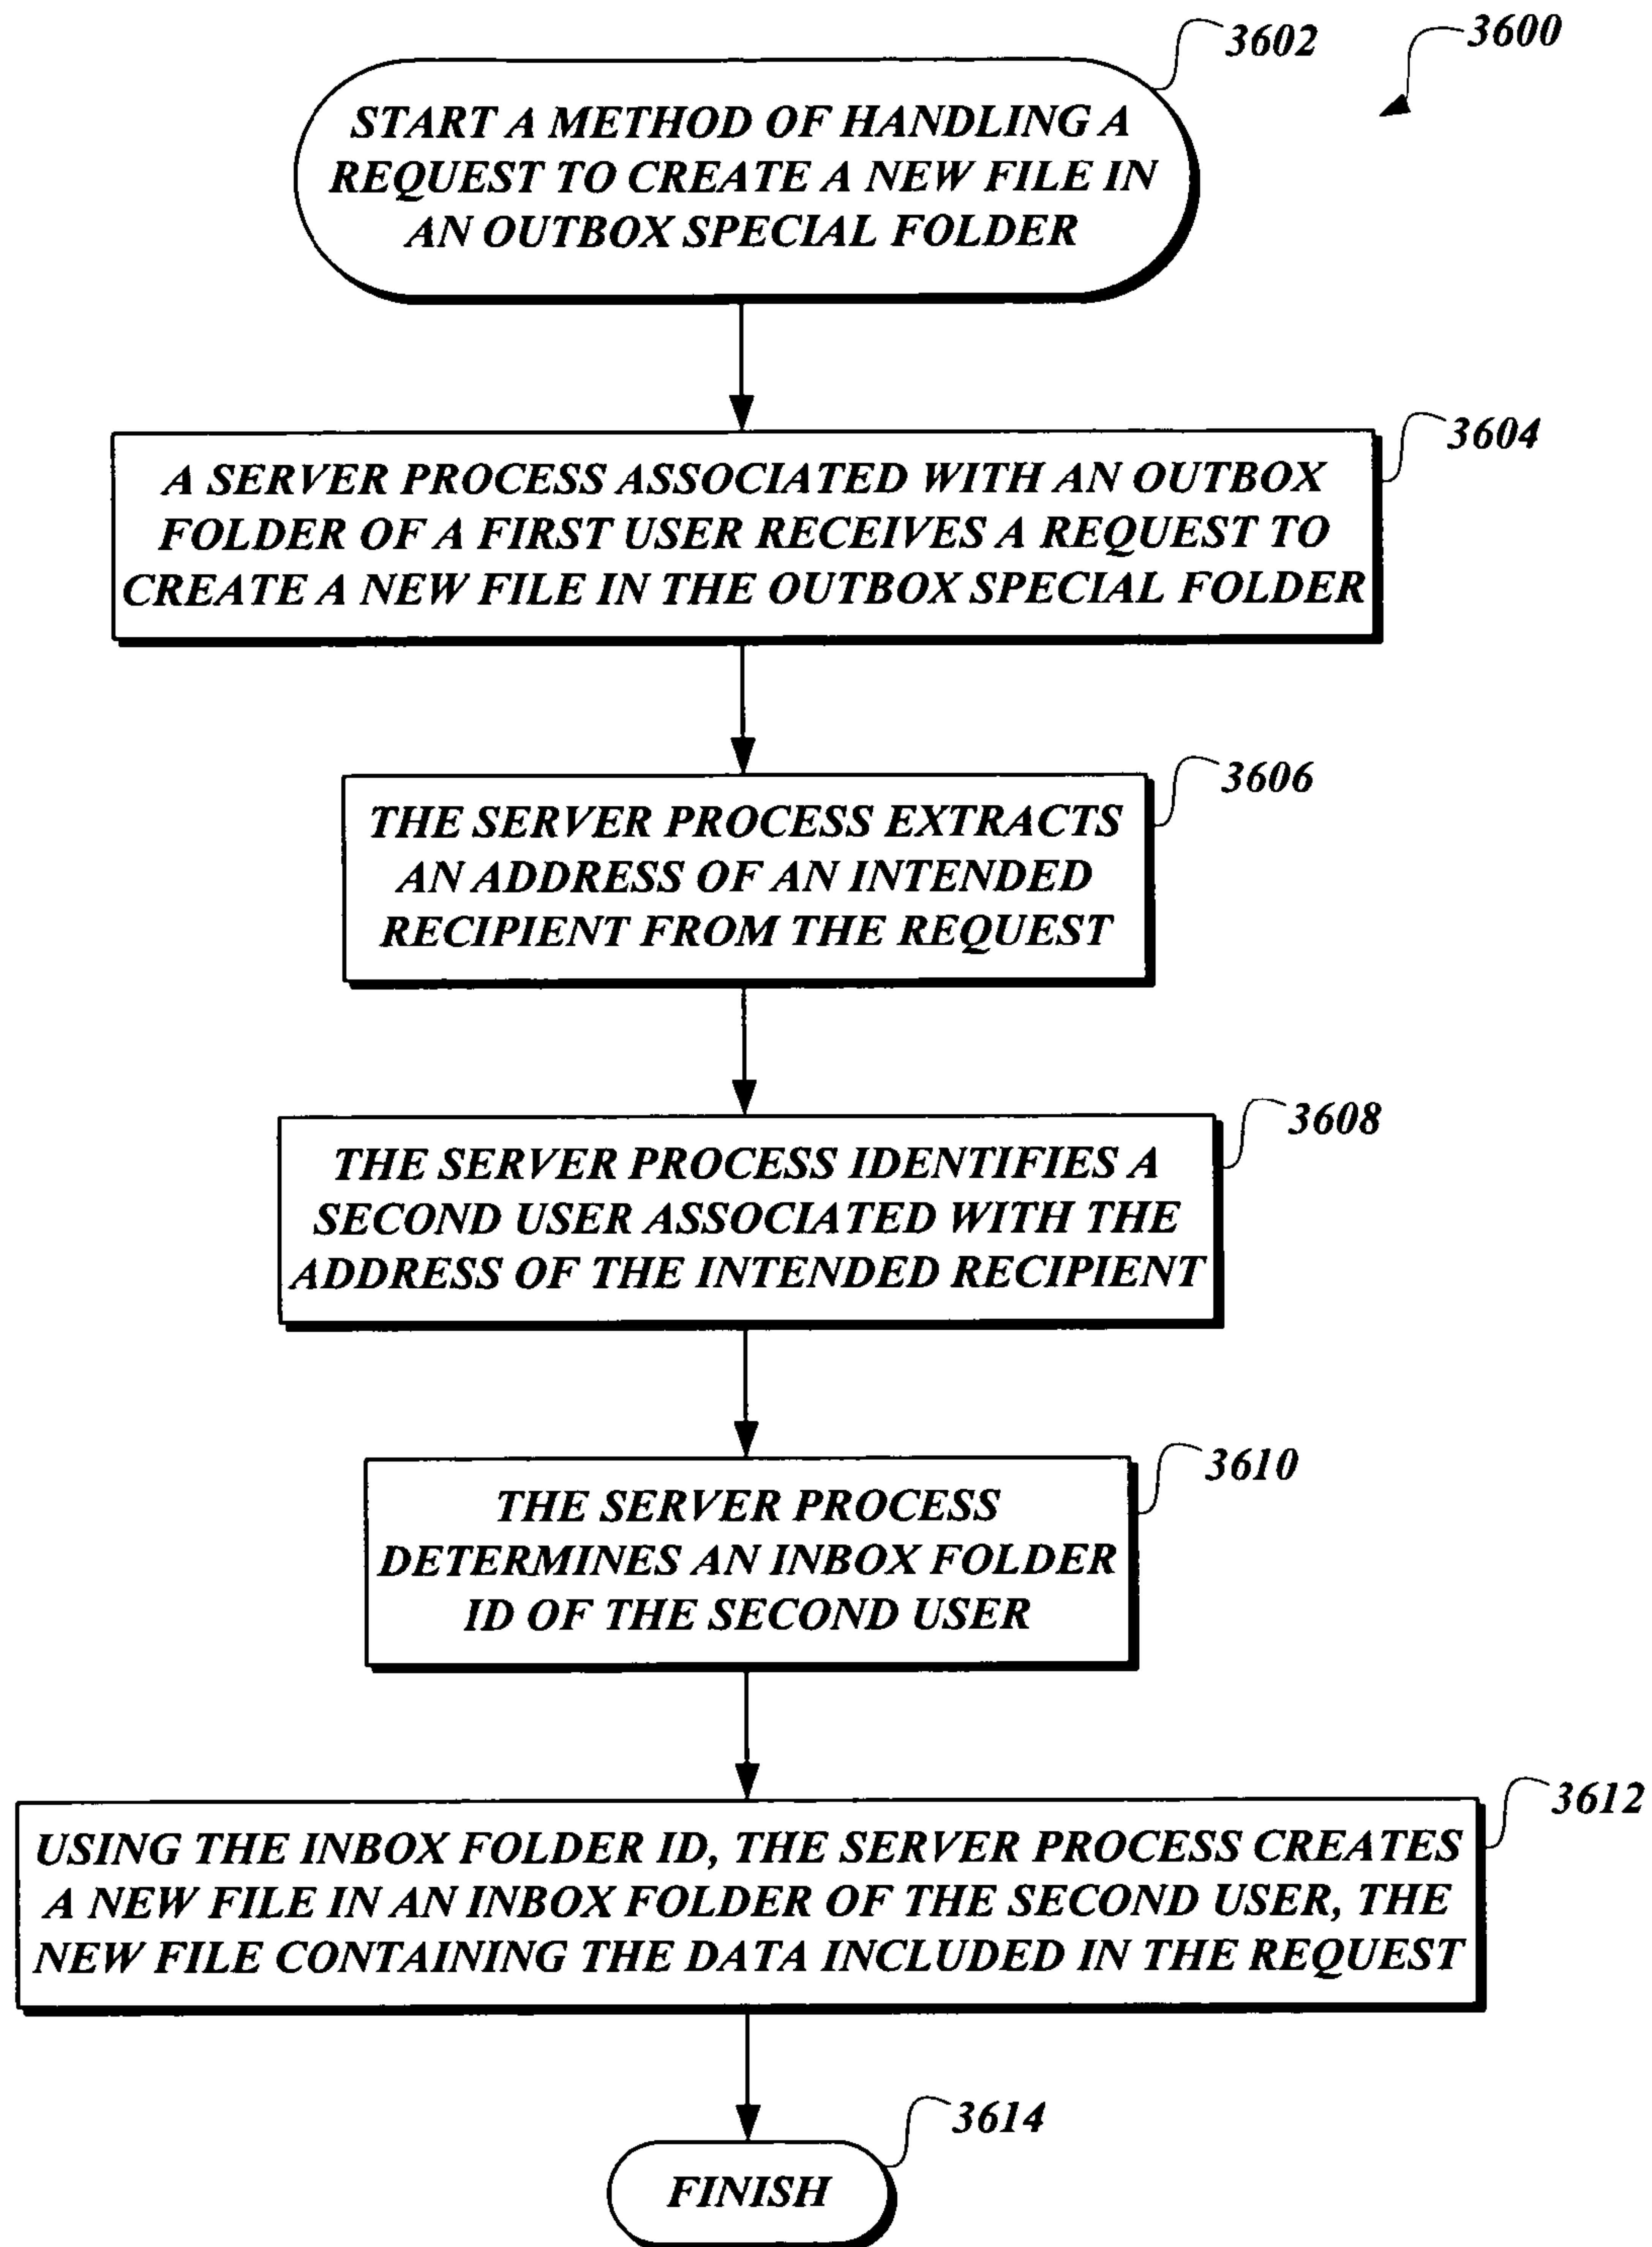 3602
3600
START A METHOD OF HANDLING A
REQUEST TO CREATE A NEW FILE IN
AN OUTBOX SPECIAL FOLDER
3604
A SERVER PROCESS ASSOCIATED WITH AN OUTBOX
FOLDER OF A FIRST USER RECEIVES A REQUEST TO
CREATE A NEW FILE IN THE OUTBOX SPECIAL FOLDER
3606
THE SERVER PROCESS EXTRACTS
AN ADDRESS OF AN INTENDED
RECIPIENT FROM THE REQUEST
3608
THE SERVER PROCESS IDENTIFIES A
SECOND USER ASSOCIATED WITH THE
ADDRESS OF THE INTENDED RECIPIENT
3610
THE SERVER PROCESS
DETERMINES AN INBOX FOLDER
ID OF THE SECOND USER
3612
USING THE INBOX FOLDER ID, THE SERVER PROCESS CREATES
A NEW FILE IN AN INBOX FOLDER OF THE SECOND USER, THE
NEW FILE CONTAINING THE DATA INCLUDED IN THE REQUEST
3614
FINISH